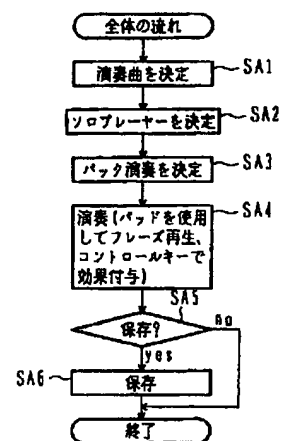 全体の流れ
演奏曲を決定
SA1
ソロプレーヤーを決定
SA2
バック演奏を決定
SA3
演奏(パッドを使用
してフレーズ再生、
コントロールキーで
効果付与)
SA4
保存?
SA5
no
yes
保存
SA6
終了